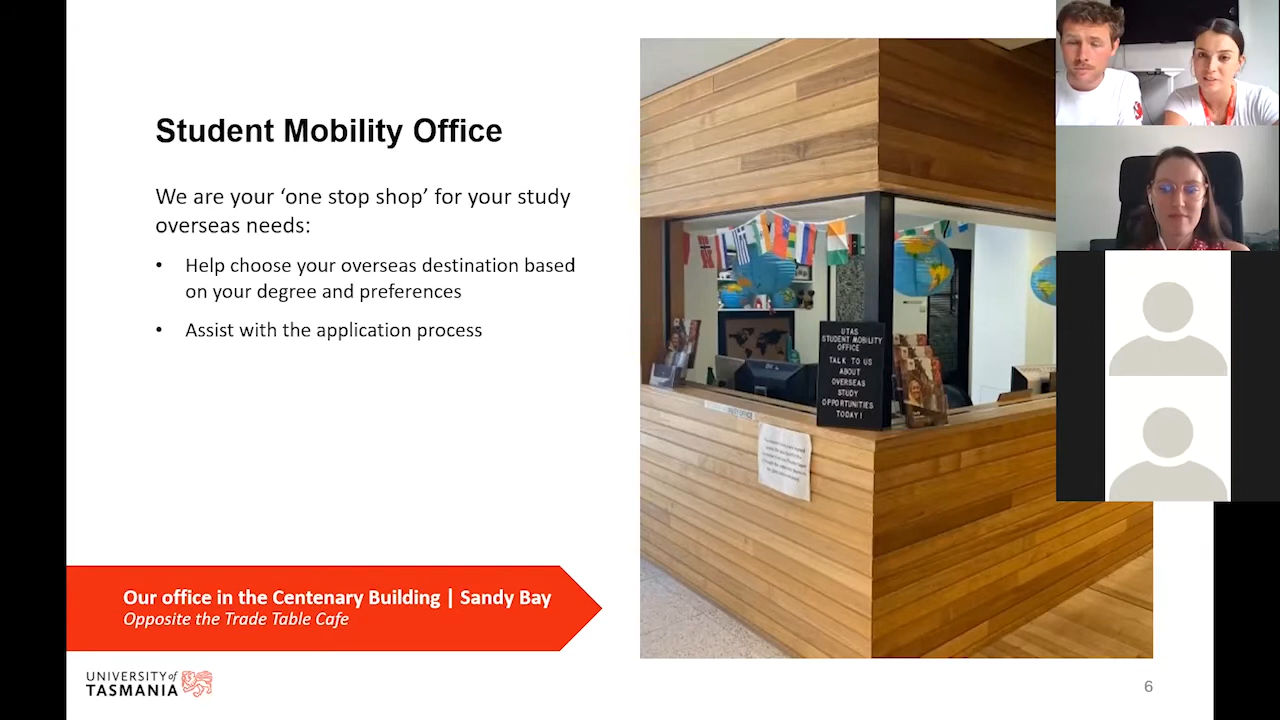 Student Mobility Office
We are your ‘one stop shop’ for your study
overseas needs:
• Help choose your overseas destination based
on your degree and preferences
• Assist with the application process
UTAS
STUDENT MOBILITY
OFFICE
TALK TO US
ABOUT
OVERSEAS
STUDY
OPPORTUNITIES
TODAY!
Our office in the Centenary Building | Sandy Bay
Opposite the Trade Table Cafe
UNIVERSITY of
TASMANIA
6